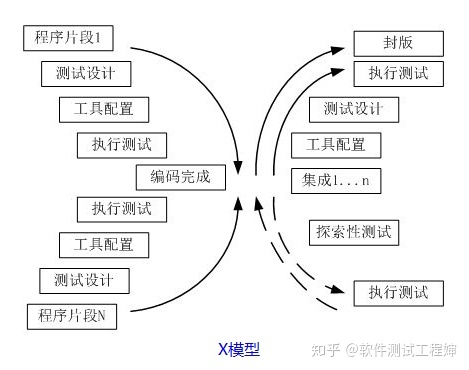 程序片段1
测试设计
工具配置
执行测试
编码完成
执行测试
工具配置
测试设计
程序片段N
封版
执行测试
测试设计
工具配置
集成1...n
探索性测试
执行测试
X模型
知乎 @软件测试工程婶